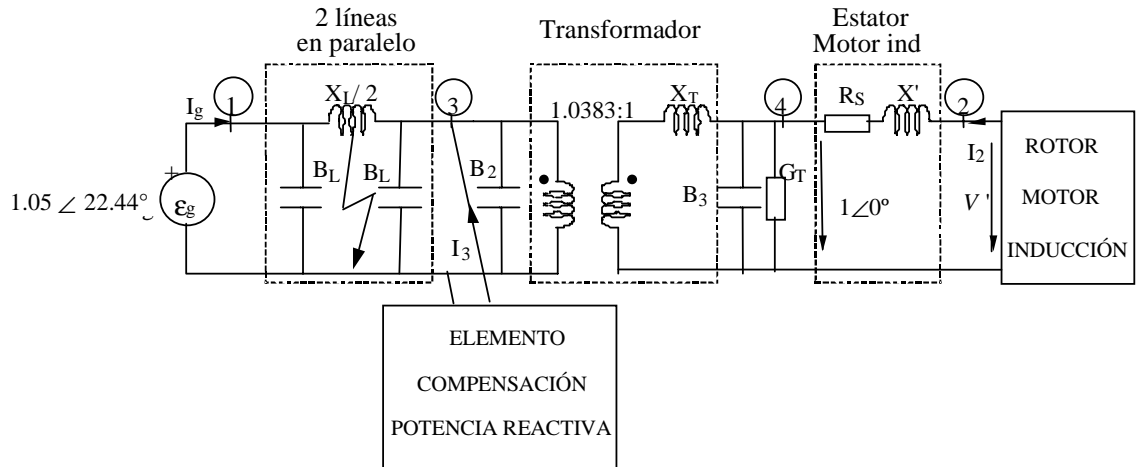 2 líneas
en paralelo
Transformador
Estator
Motor ind
1
I_g
X_L/ 2
3
1.0383:1
X_T
4
R_S
X'
2
+
1.05 ∠ 22.44°
ε_g
B_L
B_L
B_2
B_3
G_T
1∠0º
I_2
V '
ROTOR
MOTOR
INDUCCIÓN
I_3
ELEMENTO
COMPENSACIÓN
POTENCIA REACTIVA